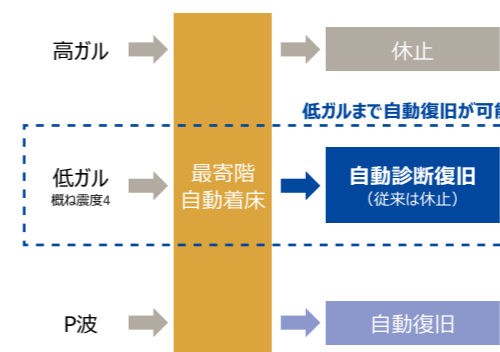 高ガル
休止
低ガルまで自動復旧が可能
低ガル
概ね震度4
最寄階
自動着床
自動診断復旧
（従来は休止）
P波
自動復旧